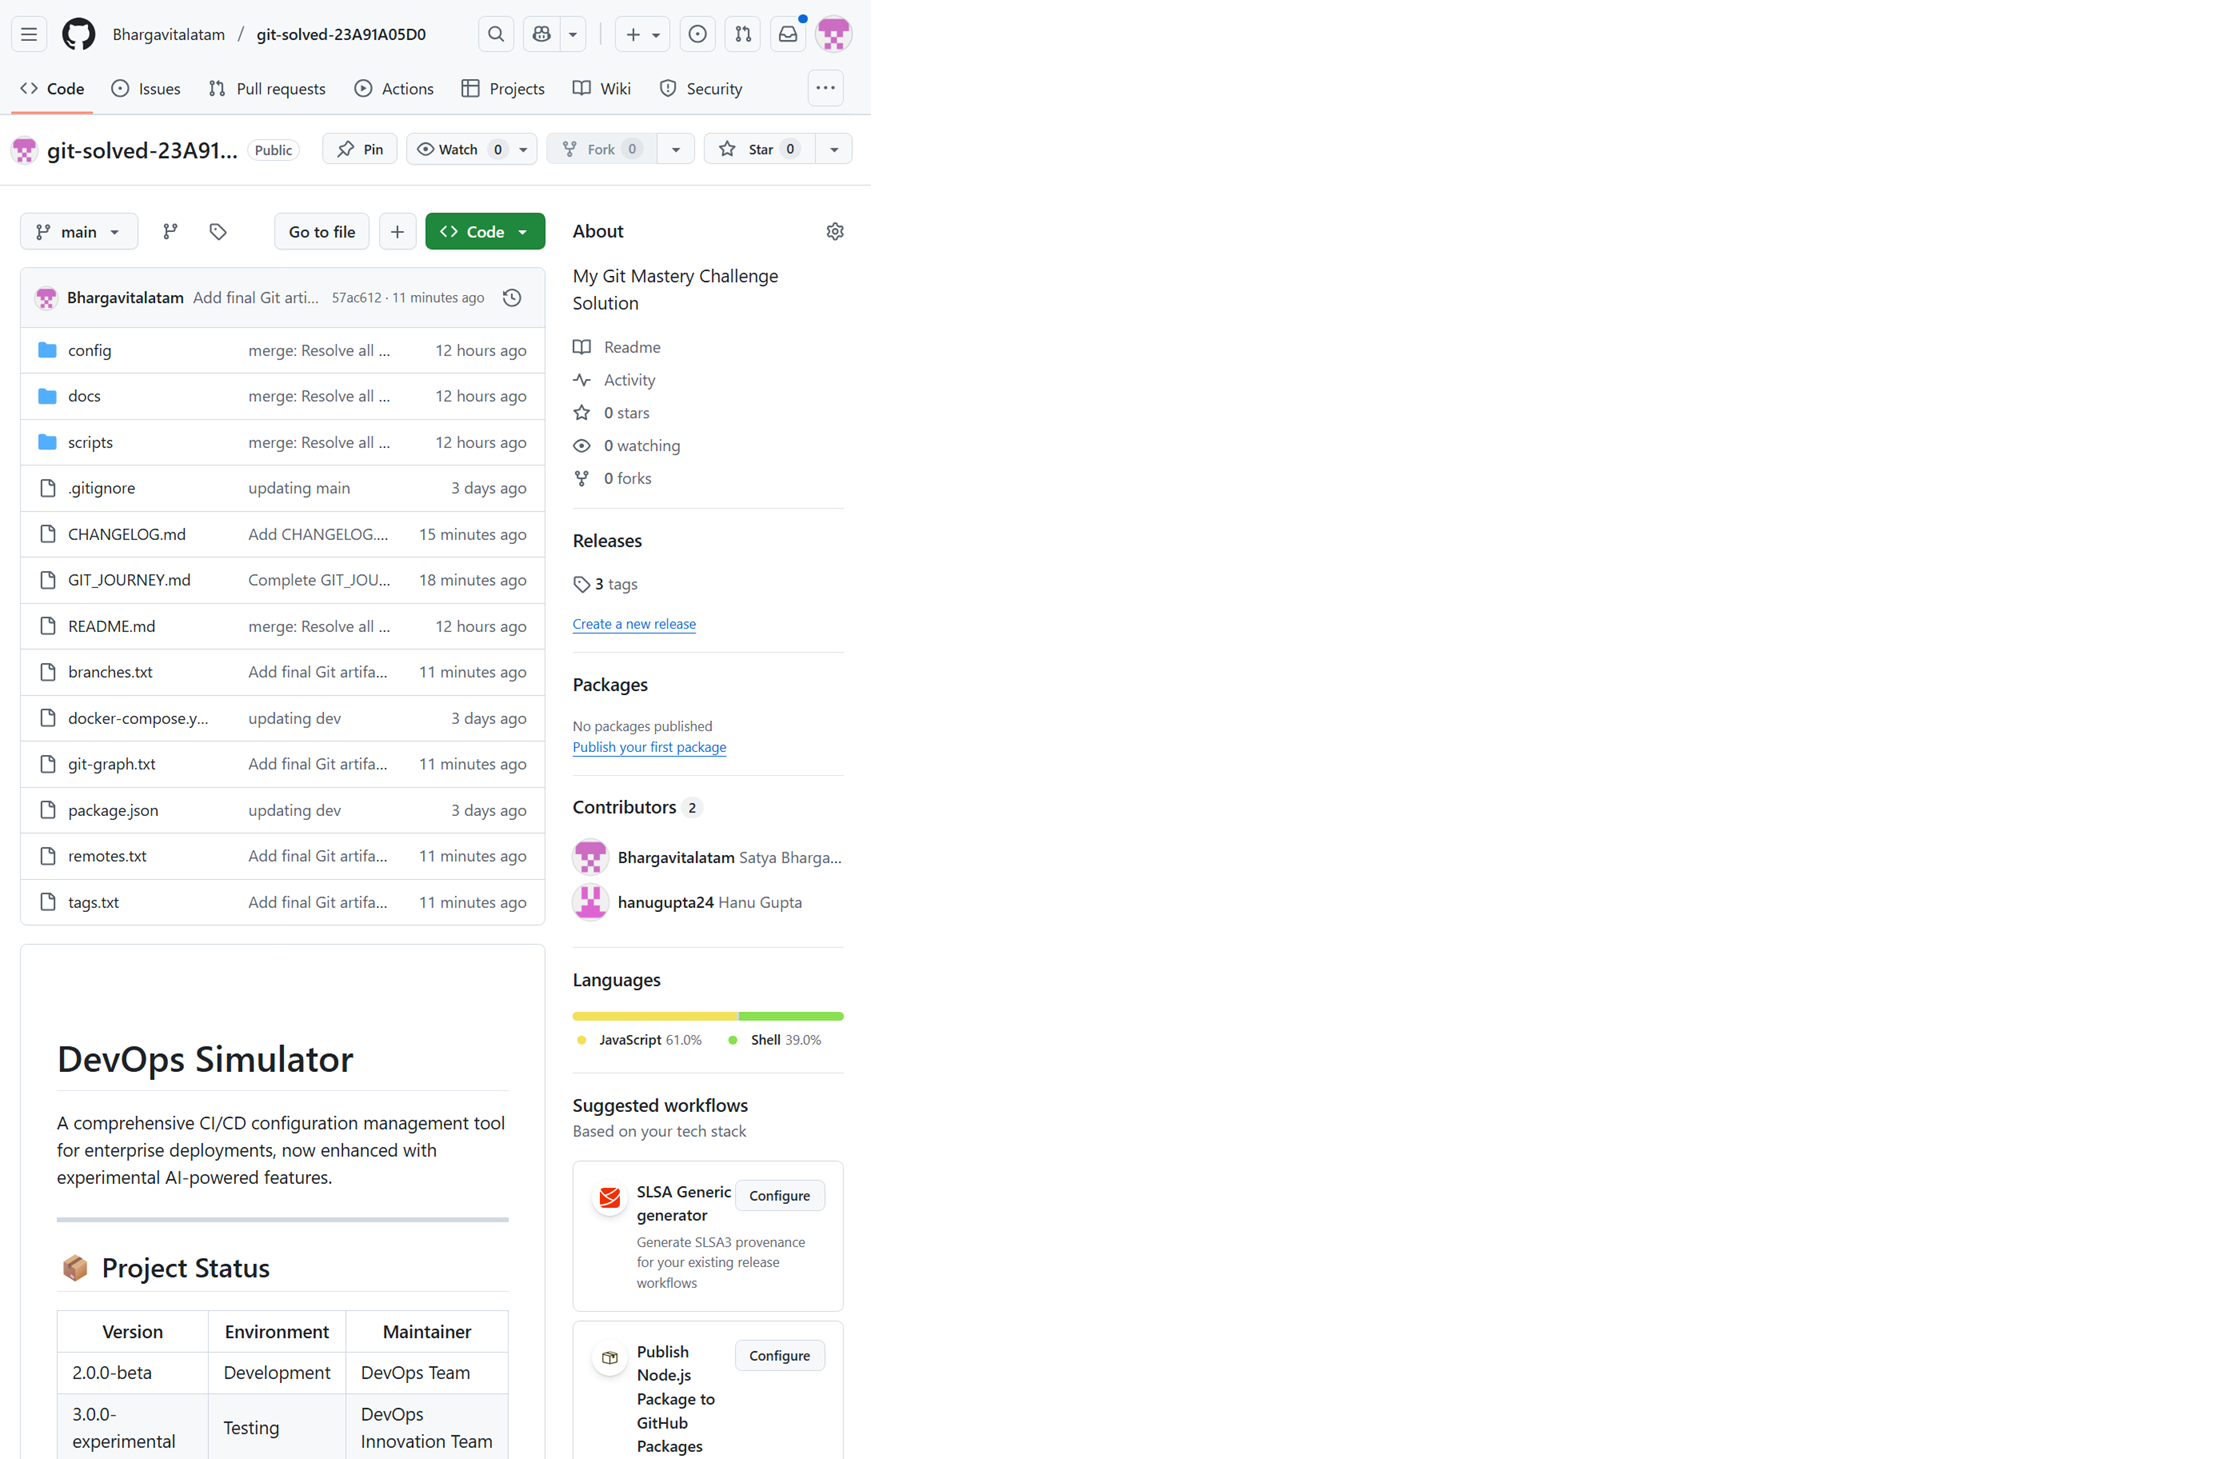 Bhargavitalatam / git-solved-23A91A05D0
Code Issues Pull requests Actions Projects Wiki Security
git-solved-23A91... Public Pin Watch 0 Fork 0 Star 0
main Go to file + Code
Bhargavitalatam Add final Git arti... 57ac612 · 11 minutes ago
config merge: Resolve all ... 12 hours ago
docs merge: Resolve all ... 12 hours ago
scripts merge: Resolve all ... 12 hours ago
.gitignore updating main 3 days ago
CHANGELOG.md Add CHANGELOG.... 15 minutes ago
GIT_JOURNEY.md Complete GIT_JOU... 18 minutes ago
README.md merge: Resolve all ... 12 hours ago
branches.txt Add final Git artifa... 11 minutes ago
docker-compose.y... updating dev 3 days ago
git-graph.txt Add final Git artifa... 11 minutes ago
package.json updating dev 3 days ago
remotes.txt Add final Git artifa... 11 minutes ago
tags.txt Add final Git artifa... 11 minutes ago
DevOps Simulator
A comprehensive CI/CD configuration management tool
for enterprise deployments, now enhanced with
experimental AI-powered features.
📦 Project Status
Version Environment Maintainer
2.0.0-beta Development DevOps Team
3.0.0-
experimental Testing DevOps
Innovation Team
About
My Git Mastery Challenge
Solution
Readme
Activity
0 stars
0 watching
0 forks
Releases
3 tags
Create a new release
Packages
No packages published
Publish your first package
Contributors 2
Bhargavitalatam Satya Bharga...
hanugupta24 Hanu Gupta
Languages
JavaScript 61.0% Shell 39.0%
Suggested workflows
Based on your tech stack
SLSA Generic
generator
Configure
Generate SLSA3 provenance
for your existing release
workflows
Publish
Node.js
Package to
GitHub
Packages
Configure